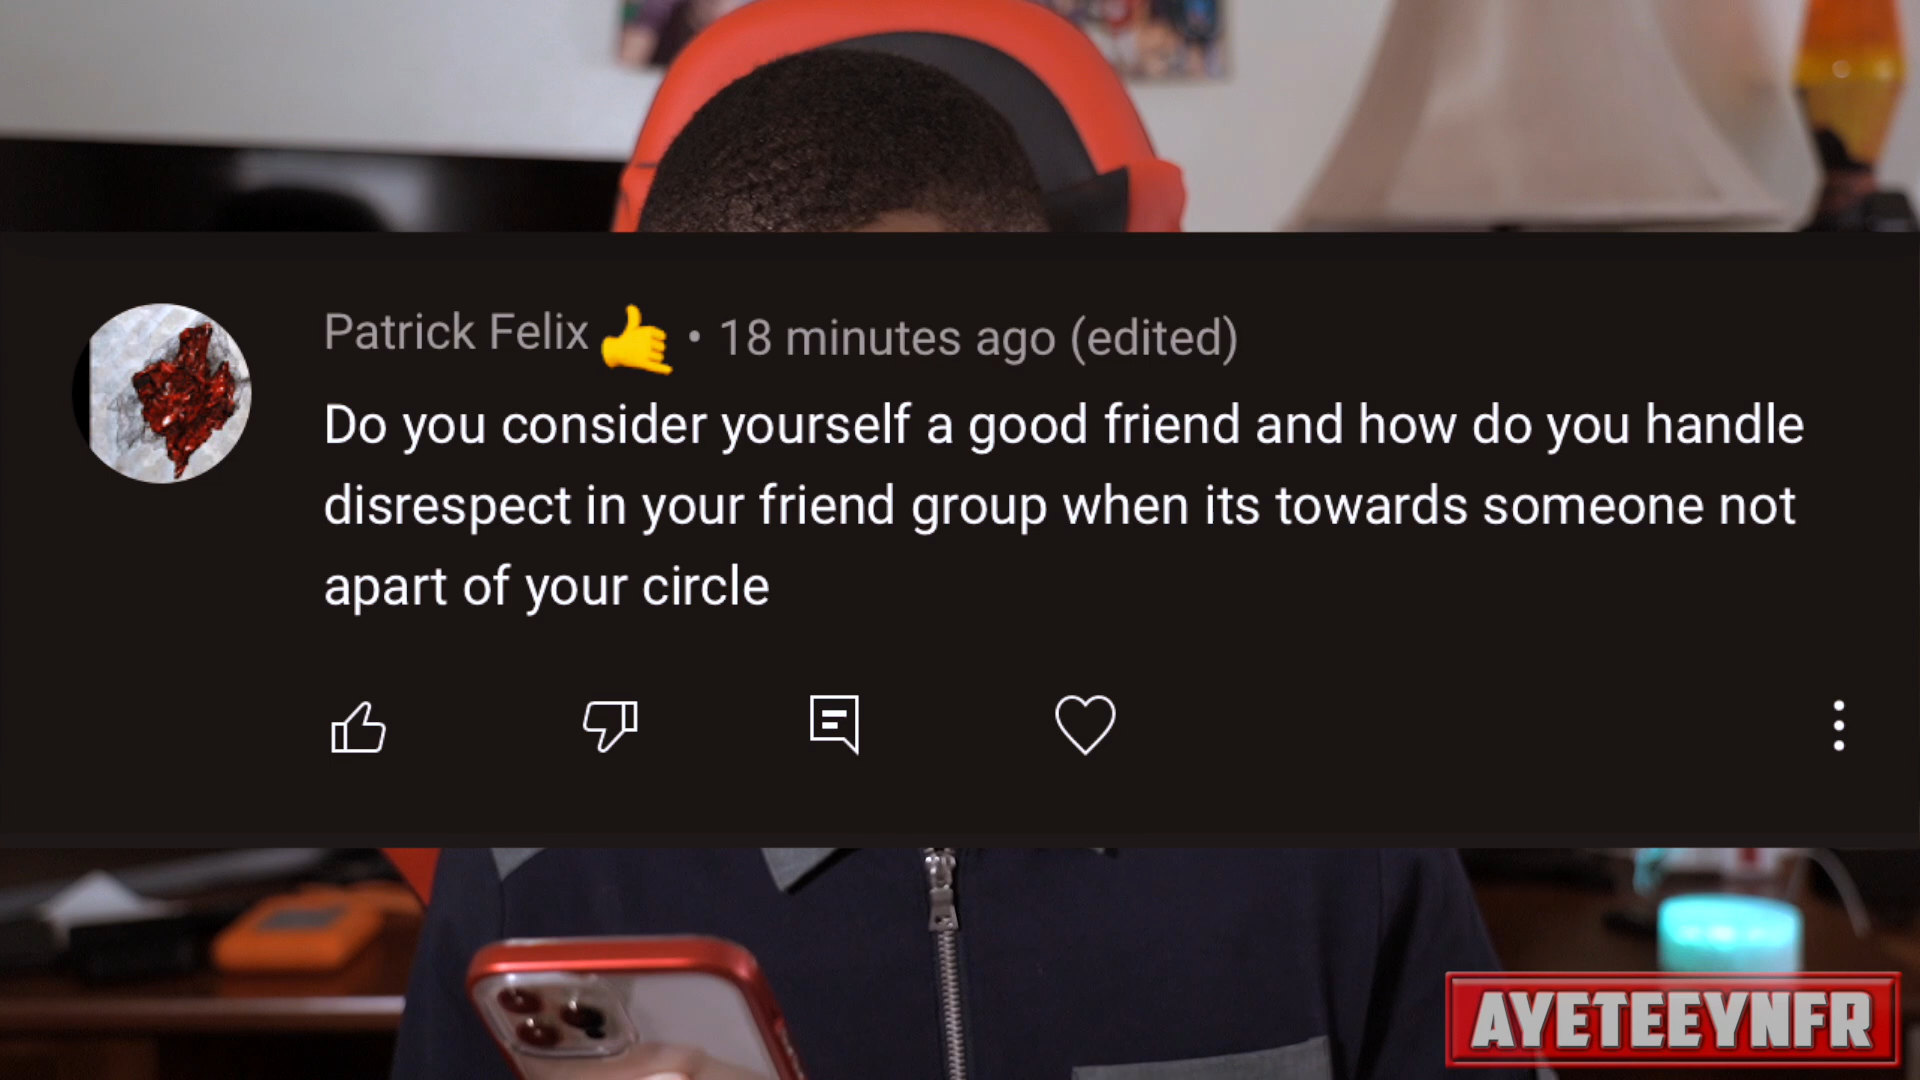 Patrick Felix 🤙 • 18 minutes ago (edited)
Do you consider yourself a good friend and how do you handle
disrespect in your friend group when its towards someone not
apart of your circle
AYETEEYNFR